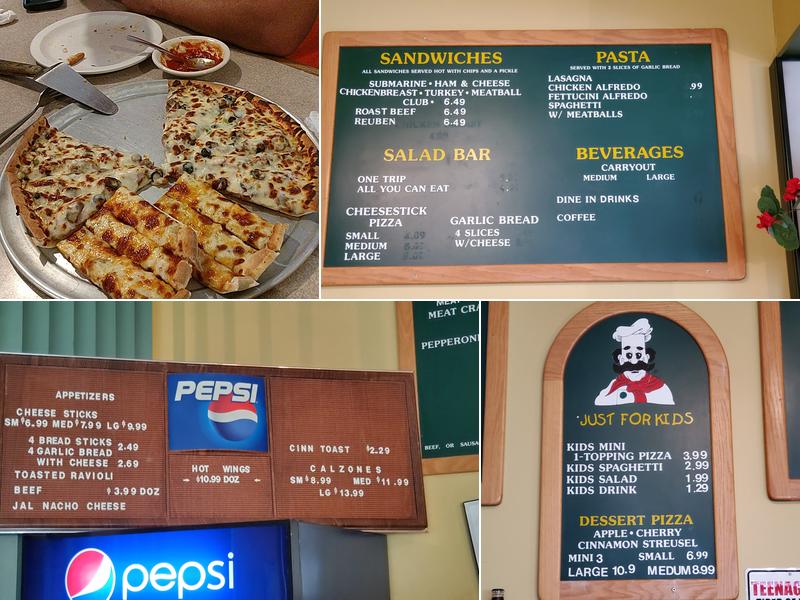 SANDWICHES
ALL SANDWICHES SERVED HOT WITH CHIPS AND A PICKLE
SUBMARINE • HAM & CHEESE
CHICKENBREAST • TURKEY • MEATBALL
CLUB • 6.49
ROAST BEEF 6.49
REUBEN 6.49
PASTA
SERVED WITH 2 SLICES OF GARLIC BREAD
LASAGNA
CHICKEN ALFREDO .99
FETTUCINI ALFREDO
SPAGHETTI
W/ MEATBALLS
SALAD BAR
ONE TRIP
ALL YOU CAN EAT
BEVERAGES
CARRYOUT
MEDIUM LARGE
DINE IN DRINKS
COFFEE
CHEESESTICK
PIZZA
SMALL
MEDIUM
LARGE
GARLIC BREAD
4 SLICES
W/CHEESE
APPETIZERS
CHEESE STICKS
SM $6.99 MED $7.99 LG $9.99
4 BREAD STICKS 2.49
4 GARLIC BREAD
WITH CHEESE 2.69
TOASTED RAVIOLI
BEEF $3.99 DOZ
JAL NACHO CHEESE
PEPSI
HOT WINGS
$10.99 DOZ
CINN TOAST $2.29
CALZONES
SM $8.99 MED $11.99
LG $13.99
pepsi
MEAT
PEPPERONI
BEEF, OR
JUST FOR KIDS
KIDS MINI
1-TOPPING PIZZA 3.99
KIDS SPAGHETTI 2.99
KIDS SALAD 1.99
KIDS DRINK 1.29
DESSERT PIZZA
APPLE • CHERRY
CINNAMON STREUSEL
MINI 3 SMALL 6.99
LARGE 10.9 MEDUM 8.99
TEENAG